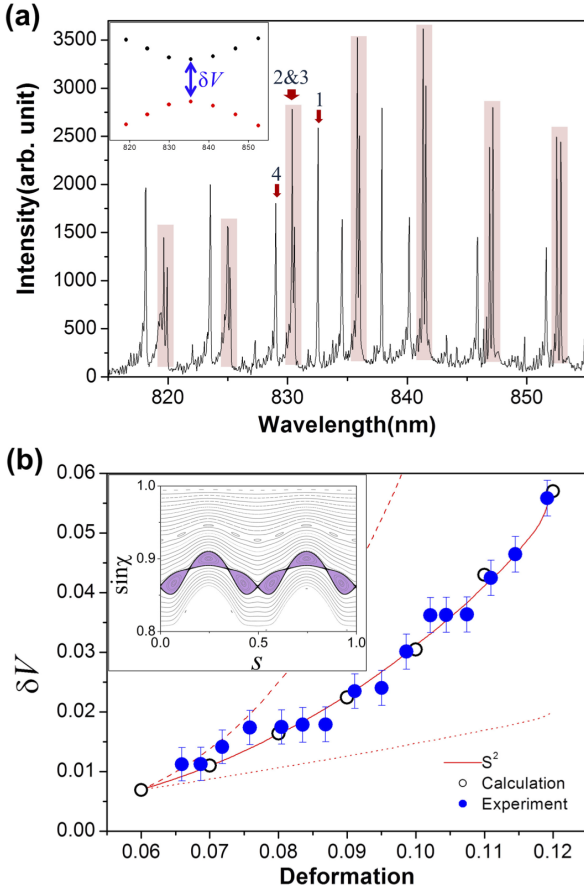 (a)
3500
3000
2500
2000
1500
1000
500
0
Intensity(arb. unit)
δV
820 830 840 850
2&3
1
4
820 830 840 850
Wavelength(nm)
(b)
0.06
0.05
0.04
0.03
0.02
0.01
0.00
δV
1.0
0.9
0.8
sinχ
0.0 0.5 1.0
S
S²
Calculation
Experiment
0.06 0.07 0.08 0.09 0.10 0.11 0.12
Deformation